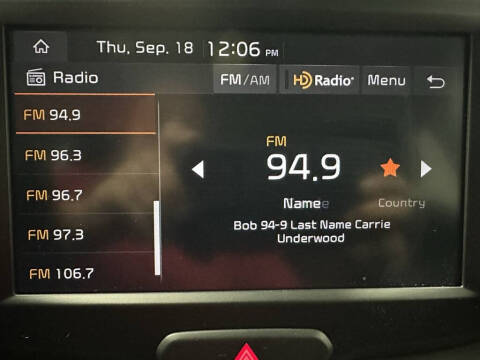 Thu, Sep. 18 12:06 PM
Radio FM/AM HD Radio Menu
FM 94.9
FM 96.3
FM 96.7
FM 97.3
FM 106.7
FM
94.9
Namee Country
Bob 94-9 Last Name Carrie
Underwood